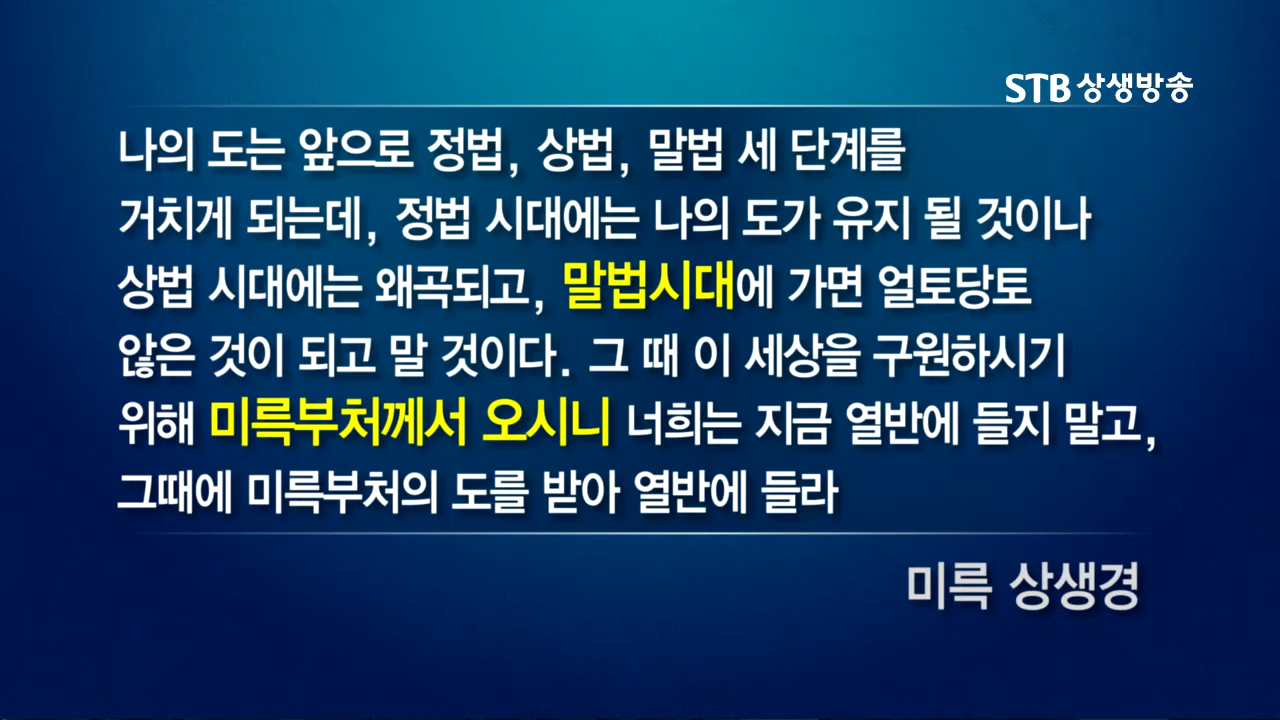 STB 상생방송
나의 도는 앞으로 정법, 상법, 말법 세 단계를
거치게 되는데, 정법 시대에는 나의 도가 유지 될 것이나
상법 시대에는 왜곡되고, 말법시대에 가면 얼토당토
않은 것이 되고 말 것이다. 그 때 이 세상을 구원하시기
위해 미륵부처께서 오시니 너희는 지금 열반에 들지 말고,
그때에 미륵부처의 도를 받아 열반에 들라
미륵 상생경